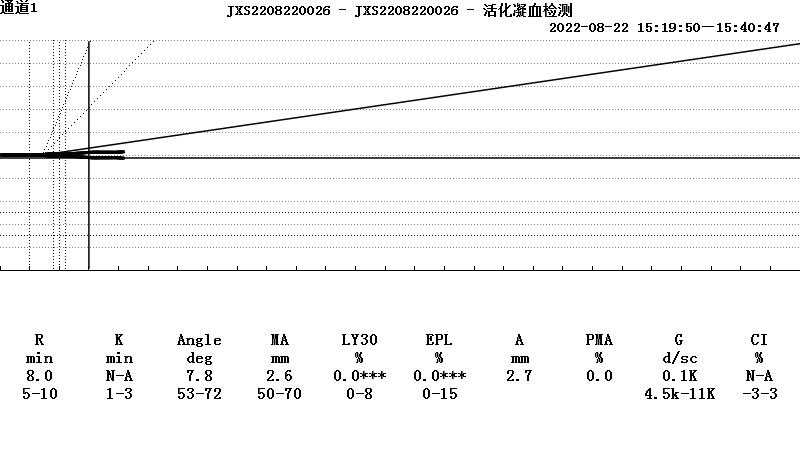 通道1
JXS2208220026 - JXS2208220026 - 活化凝血检测
2022-08-22 15:19:50—15:40:47
R K Angle MA LY30 EPL A PMA G CI
min min deg mm % % mm % d/sc %
8.0 N-A 7.8 2.6 0.0*** 0.0*** 2.7 0.0 0.1K N-A
5-10 1-3 53-72 50-70 0-8 0-15 4.5k-11K -3-3